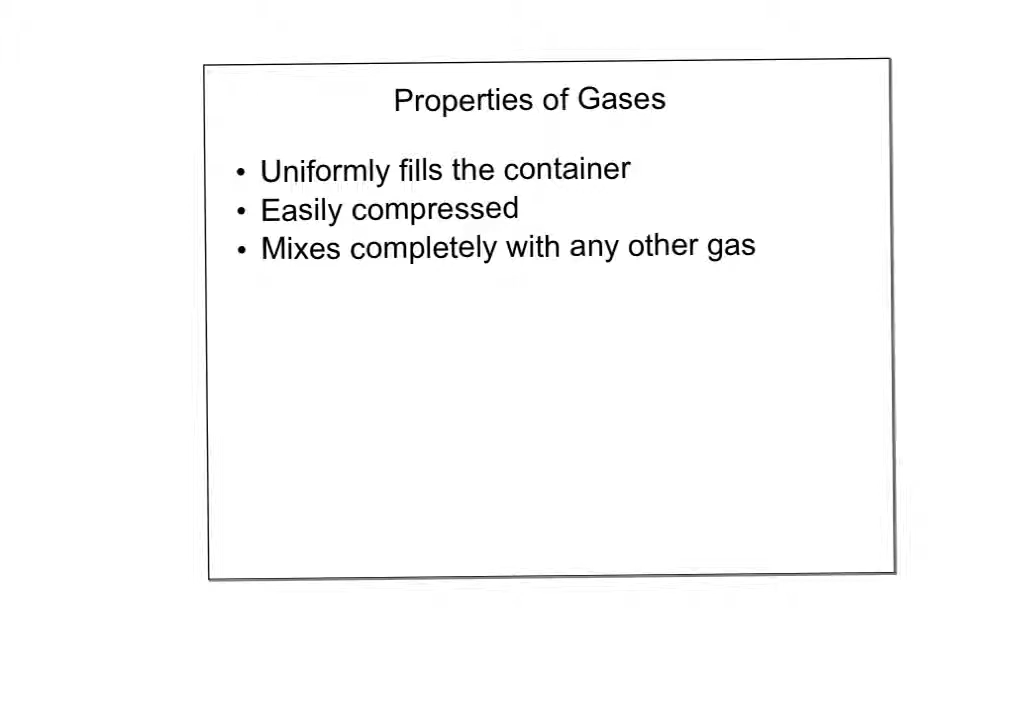 Properties of Gases
• Uniformly fills the container
• Easily compressed
• Mixes completely with any other gas